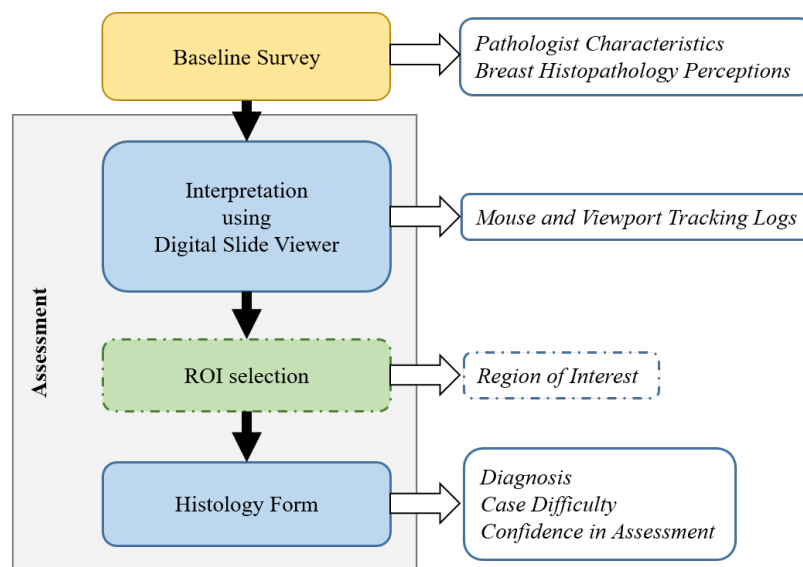 Baseline Survey
Pathologist Characteristics
Breast Histopathology Perceptions
Assessment
Interpretation
using
Digital Slide Viewer
Mouse and Viewport Tracking Logs
ROI selection
Region of Interest
Histology Form
Diagnosis
Case Difficulty
Confidence in Assessment